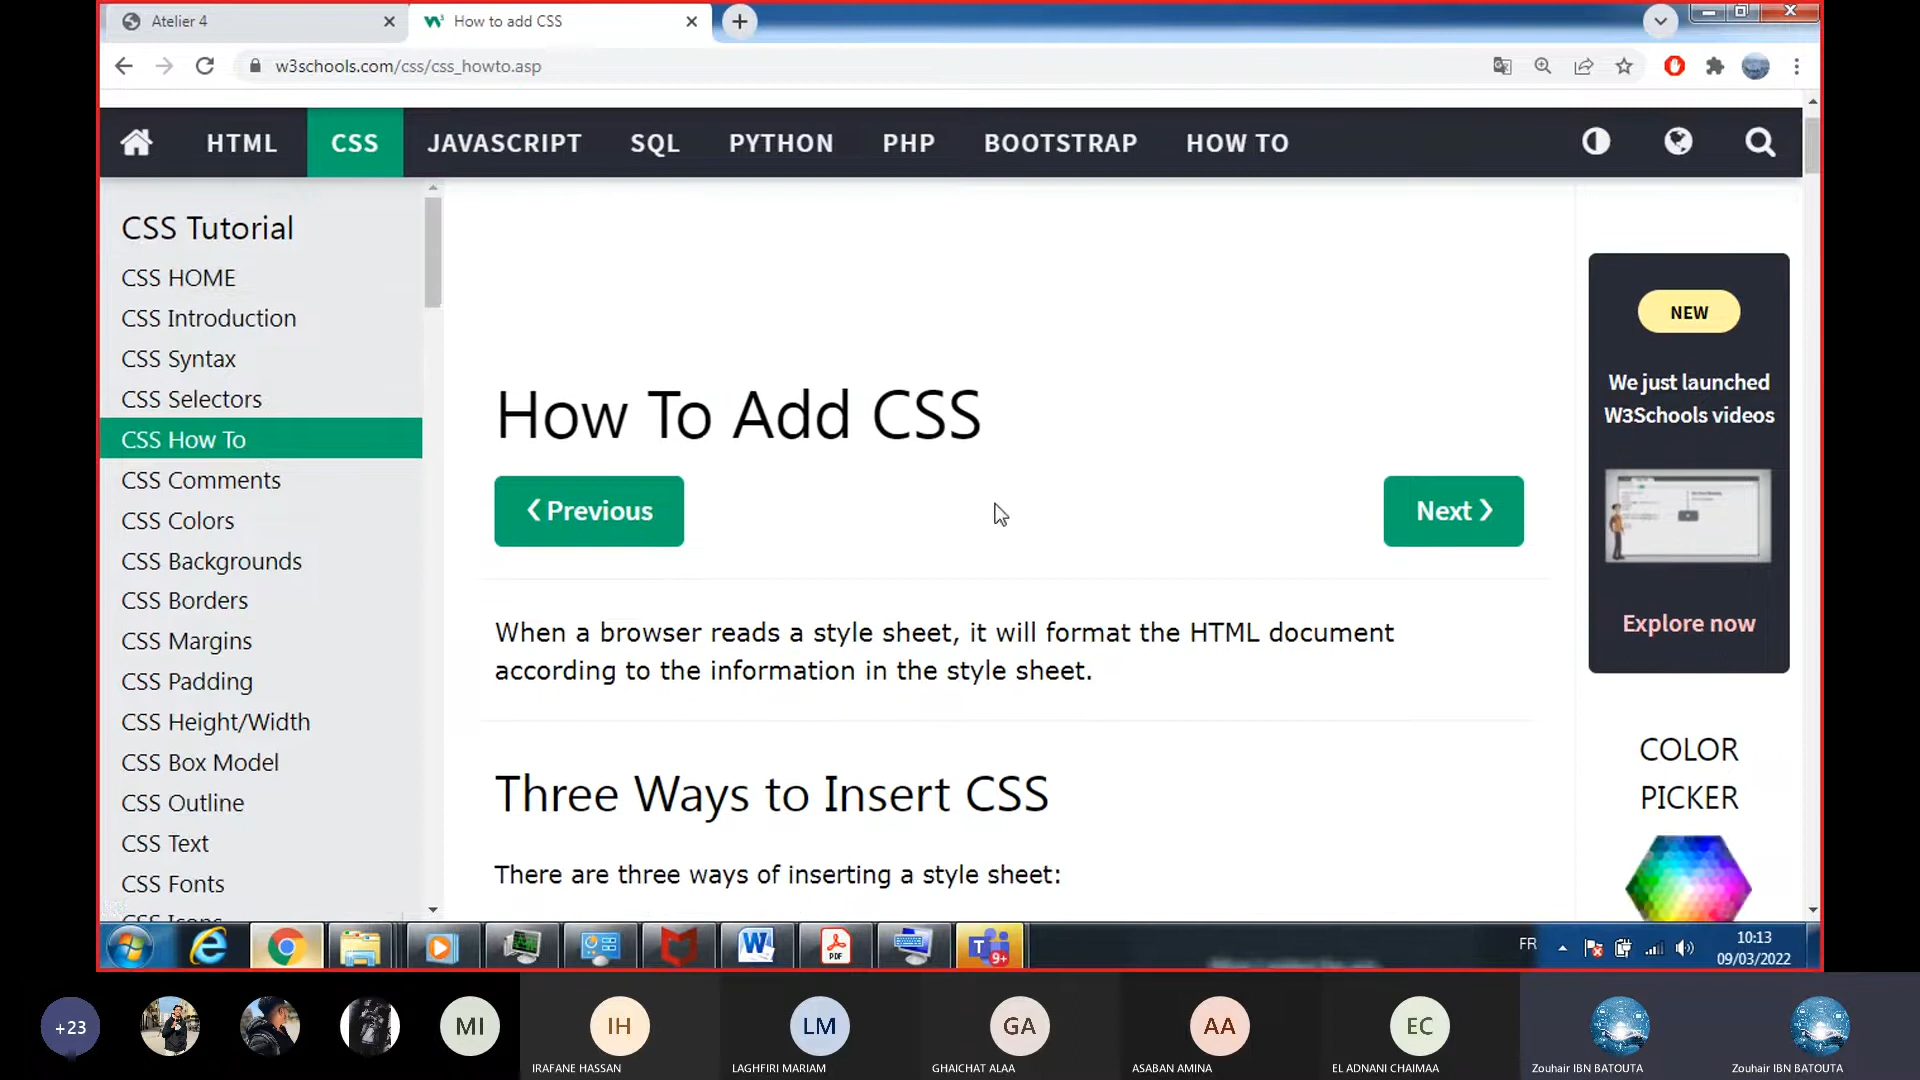 Atelier 4
How to add CSS
w3schools.com/css/css_howto.asp
HTML
CSS
JAVASCRIPT
SQL
PYTHON
PHP
BOOTSTRAP
HOW TO
CSS Tutorial
CSS HOME
CSS Introduction
CSS Syntax
CSS Selectors
CSS How To
CSS Comments
CSS Colors
CSS Backgrounds
CSS Borders
CSS Margins
CSS Padding
CSS Height/Width
CSS Box Model
CSS Outline
CSS Text
CSS Fonts
How To Add CSS
❮ Previous
Next ❯
When a browser reads a style sheet, it will format the HTML document
according to the information in the style sheet.
Three Ways to Insert CSS
There are three ways of inserting a style sheet:
NEW
We just launched
W3Schools videos
Explore now
COLOR
PICKER
W
PDF
T
9+
FR
10:13
09/03/2022
+23
MI
IH
LM
GA
AA
EC
IRAFANE HASSAN
LAGHFIRI MARIAM
GHAICHAT ALAA
ASABAN AMINA
EL ADNANI CHAIMAA
Zouhair IBN BATOUTA
Zouhair IBN BATOUTA